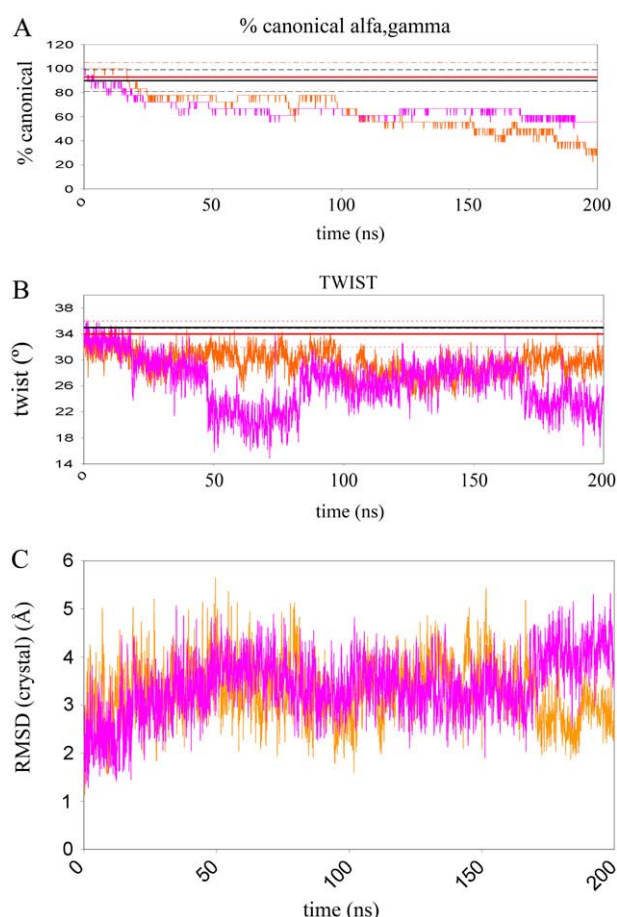 A
% canonical alfa,gamma
120
100
80
60
40
20
0
% canonical
0 50 100 150 200
time (ns)
B
TWIST
38
34
30
26
22
18
14
twist (º)
0 50 100 150 200
time (ns)
C
6
5
4
3
2
1
0
RMSD (crystal) (Å)
0 50 100 150 200
time (ns)